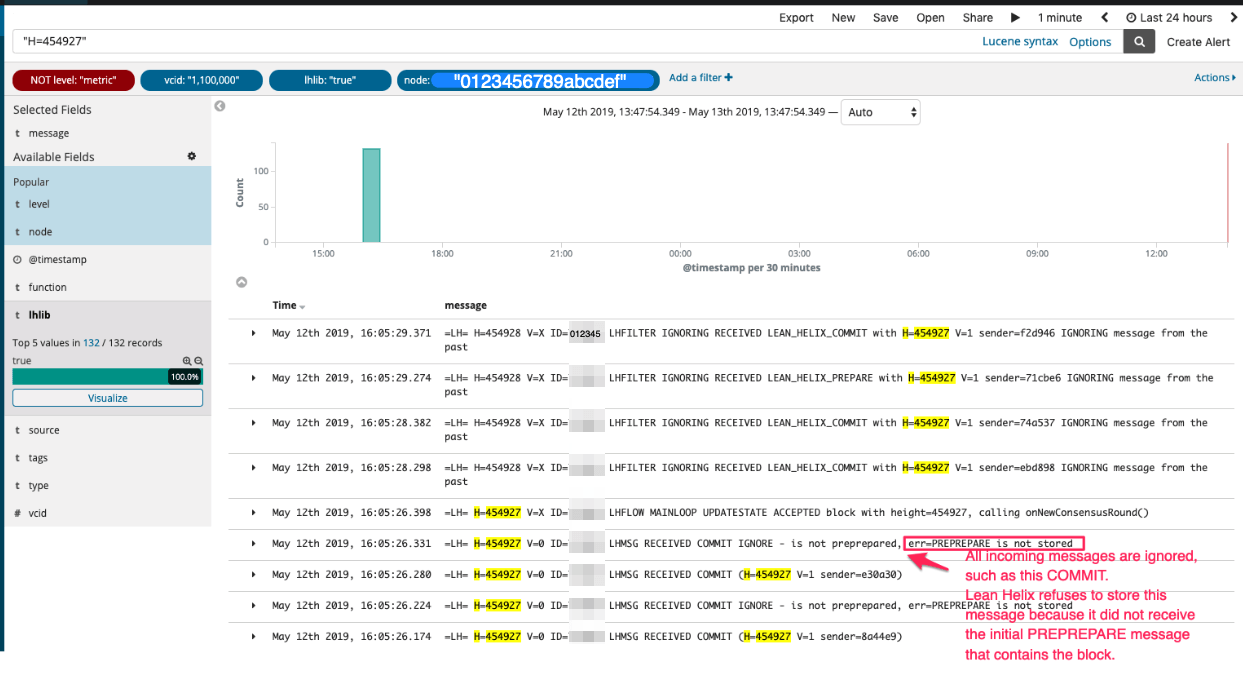 Export New Save Open Share 1 minute Last 24 hours
"H=454927" Lucene syntax Options Create Alert
NOT level: "metric" vcid: "1,100,000" lhlib: "true" node: "0123456789abcdef" Add a filter + Actions
Selected Fields
t message
Available Fields
Popular
t level
t node
@timestamp
t function
t lhlib
Top 5 values in 132 / 132 records
true
100.0%
Visualize
t source
t tags
t type
# vcid
May 12th 2019, 13:47:54.349 - May 13th 2019, 13:47:54.349 — Auto
Count
100
50
0
15:00 18:00 21:00 00:00 03:00 06:00 09:00 12:00
@timestamp per 30 minutes
Time message
May 12th 2019, 16:05:29.371 =LH= H=454928 V=X ID=012345 LHFILTER IGNORING RECEIVED LEAN_HELIX_COMMIT with H=454927 V=1 sender=f2d946 IGNORING message from the
past
May 12th 2019, 16:05:29.274 =LH= H=454928 V=X ID= LHFILTER IGNORING RECEIVED LEAN_HELIX_PREPARE with H=454927 V=1 sender=71cbe6 IGNORING message from the
past
May 12th 2019, 16:05:28.382 =LH= H=454928 V=X ID= LHFILTER IGNORING RECEIVED LEAN_HELIX_COMMIT with H=454927 V=1 sender=74a537 IGNORING message from the
past
May 12th 2019, 16:05:28.298 =LH= H=454928 V=X ID= LHFILTER IGNORING RECEIVED LEAN_HELIX_COMMIT with H=454927 V=1 sender=ebd898 IGNORING message from the
past
May 12th 2019, 16:05:26.398 =LH= H=454927 V=X ID= LHFLOW MAINLOOP UPDATESTATE ACCEPTED block with height=454927, calling onNewConsensusRound()
May 12th 2019, 16:05:26.331 =LH= H=454927 V=0 ID= LHMSG RECEIVED COMMIT IGNORE - is not preprepared, err=PREPREPARE is not stored
May 12th 2019, 16:05:26.280 =LH= H=454927 V=0 ID= LHMSG RECEIVED COMMIT (H=454927 V=1 sender=e30a30)
May 12th 2019, 16:05:26.224 =LH= H=454927 V=0 ID= LHMSG RECEIVED COMMIT IGNORE - is not preprepared, err=PREPREPARE is not stored
May 12th 2019, 16:05:26.174 =LH= H=454927 V=0 ID= LHMSG RECEIVED COMMIT (H=454927 V=1 sender=8a44e9)
All incoming messages are ignored,
such as this COMMIT.
Lean Helix refuses to store this
message because it did not receive
the initial PREPREPARE message
that contains the block.